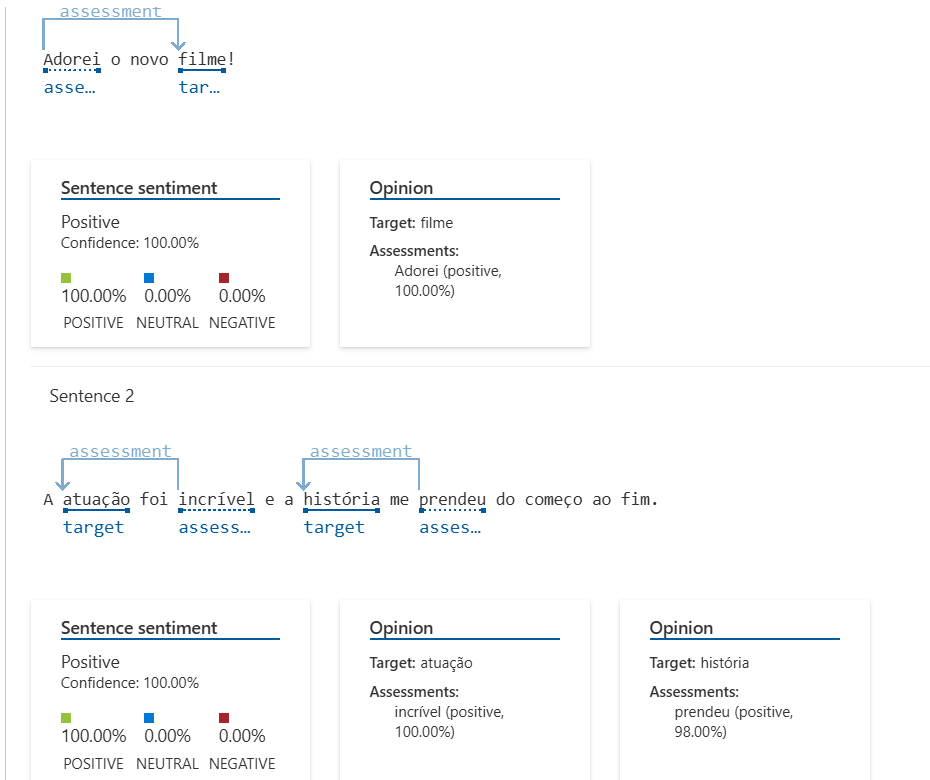 assessment
Adorei o novo filme!
asse… tar…
Sentence sentiment
Positive
Confidence: 100.00%
100.00% 0.00% 0.00%
POSITIVE NEUTRAL NEGATIVE
Opinion
Target: filme
Assessments:
Adorei (positive,
100.00%)
Sentence 2
assessment assessment
A atuação foi incrível e a história me prendeu do começo ao fim.
target assess… target asses…
Sentence sentiment
Positive
Confidence: 100.00%
100.00% 0.00% 0.00%
POSITIVE NEUTRAL NEGATIVE
Opinion
Target: atuação
Assessments:
incrível (positive,
100.00%)
Opinion
Target: história
Assessments:
prendeu (positive,
98.00%)